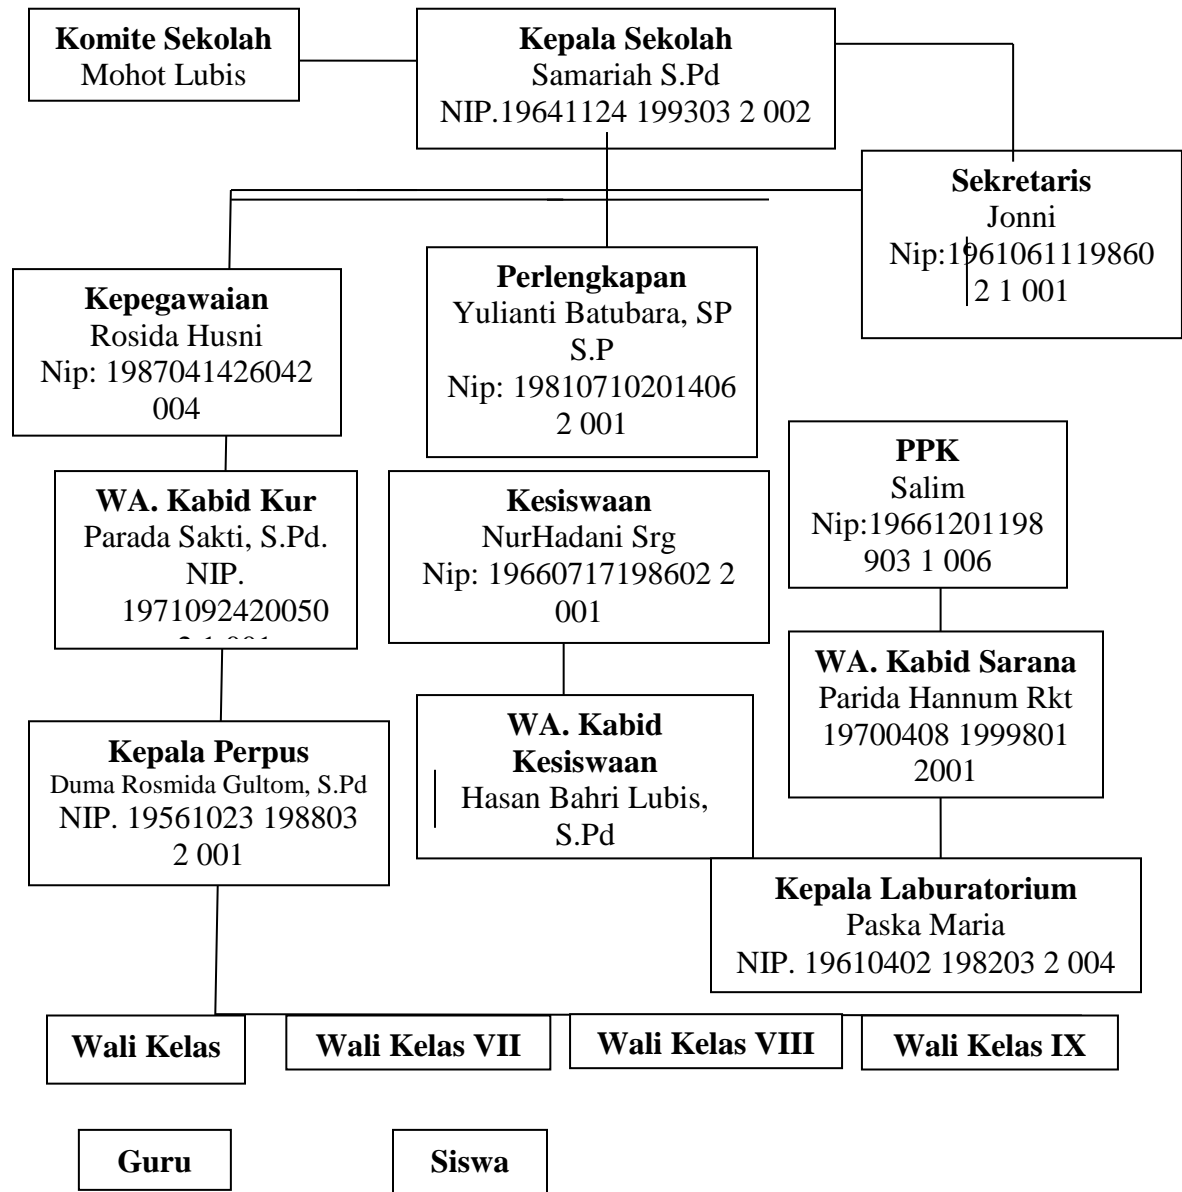 Komite Sekolah
Mohot Lubis
Kepala Sekolah
Samariah S.Pd
NIP.19641124 199303 2 002
Sekretaris
Jonni
Nip:1961061119860
2 1 001
Kepegawaian
Rosida Husni
Nip: 1987041426042
004
Perlengkapan
Yulianti Batubara, SP
S.P
Nip: 19810710201406
2 001
PPK
Salim
Nip:19661201198
903 1 006
WA. Kabid Kur
Parada Sakti, S.Pd.
NIP.
1971092420050
Kesiswaan
NurHadani Srg
Nip: 19660717198602 2
001
WA. Kabid Sarana
Parida Hannum Rkt
19700408 1999801
2001
Kepala Perpus
Duma Rosmida Gultom, S.Pd
NIP. 19561023 198803
2 001
WA. Kabid
Kesiswaan
Hasan Bahri Lubis,
S.Pd
Kepala Laburatorium
Paska Maria
NIP. 19610402 198203 2 004
Wali Kelas
Wali Kelas VII
Wali Kelas VIII
Wali Kelas IX
Guru
Siswa